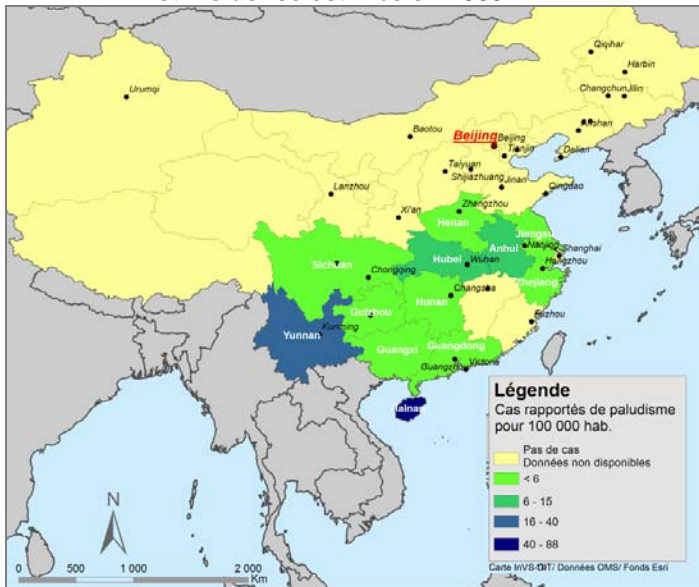 Qiqihar
Harbin
Changchun
Jilin
Urumqi
Anshan
Baotou
Beijing
Beijing
Tianjin
Dalian
Taiyuan
Shijiazhuang
Jinan
Qingdao
Lanzhou
Zhengzhou
Xi'an
Henan
Jiangsu
Anhui
Nanjing
Shanghai
Hubei
Wuhan
Hangzhou
Sichuan
Zhejiang
Chongqing
Changsha
Hunan
Guizhou
Fuzhou
Yunnan
Kunming
Guangxi
Guangdong
Guangzhou
Victoria
Hainan
Légende
Cas rapportés de paludisme
pour 100 000 hab.
Pas de cas
Données non disponibles
< 6
6 - 15
16 - 40
40 - 88
N
0 500 1 000 2 000
Km
Carte InVS-DIT/ Données OMS/ Fonds Esri